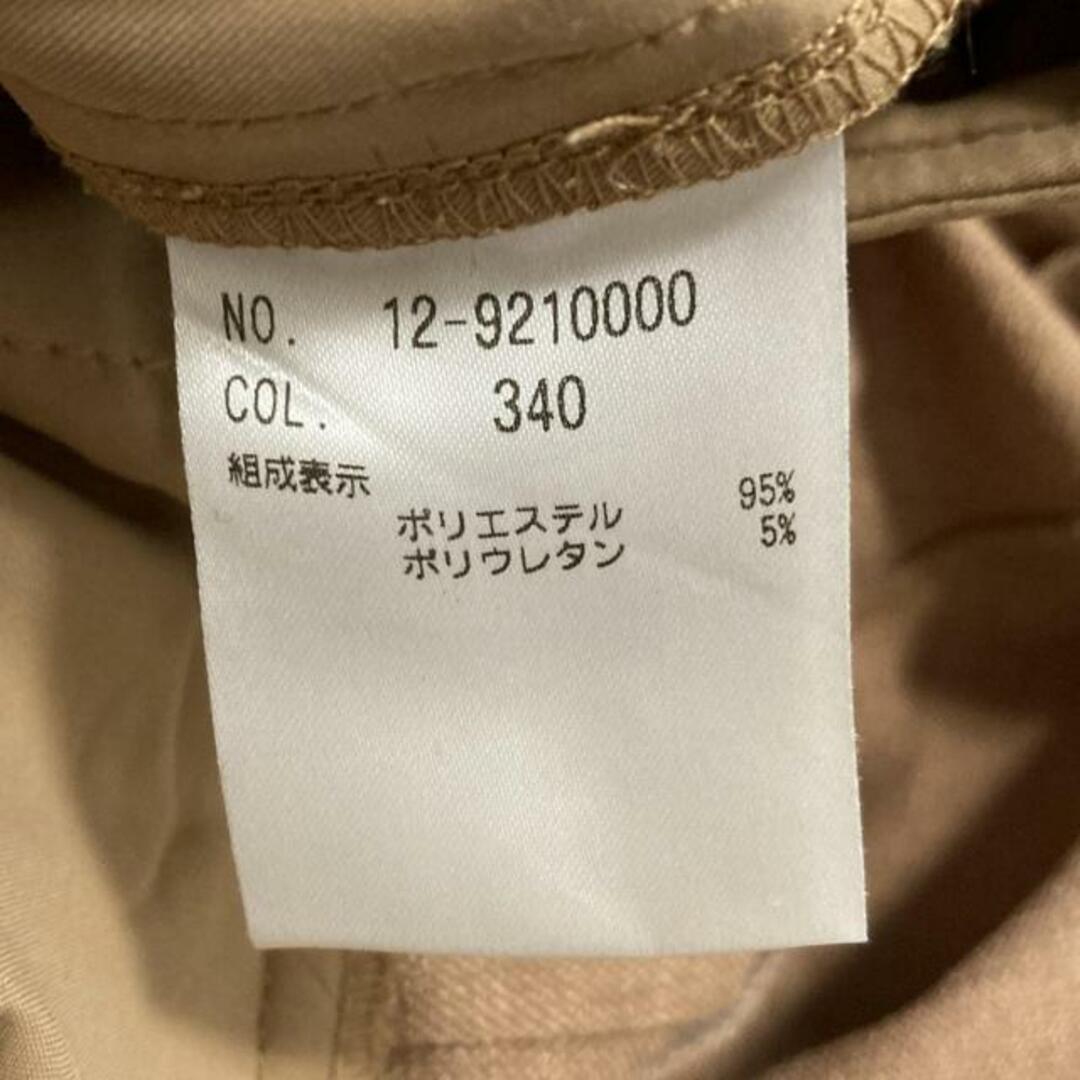 NO. 12-9210000
COL. 340
組成表示
ポリエステル 95%
ポリウレタン 5%